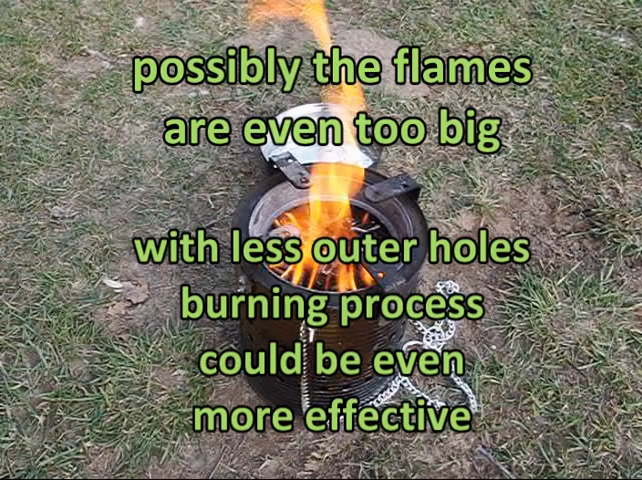 possibly the flames
are even too big
with less outer holes
burning process
could be even
more effective